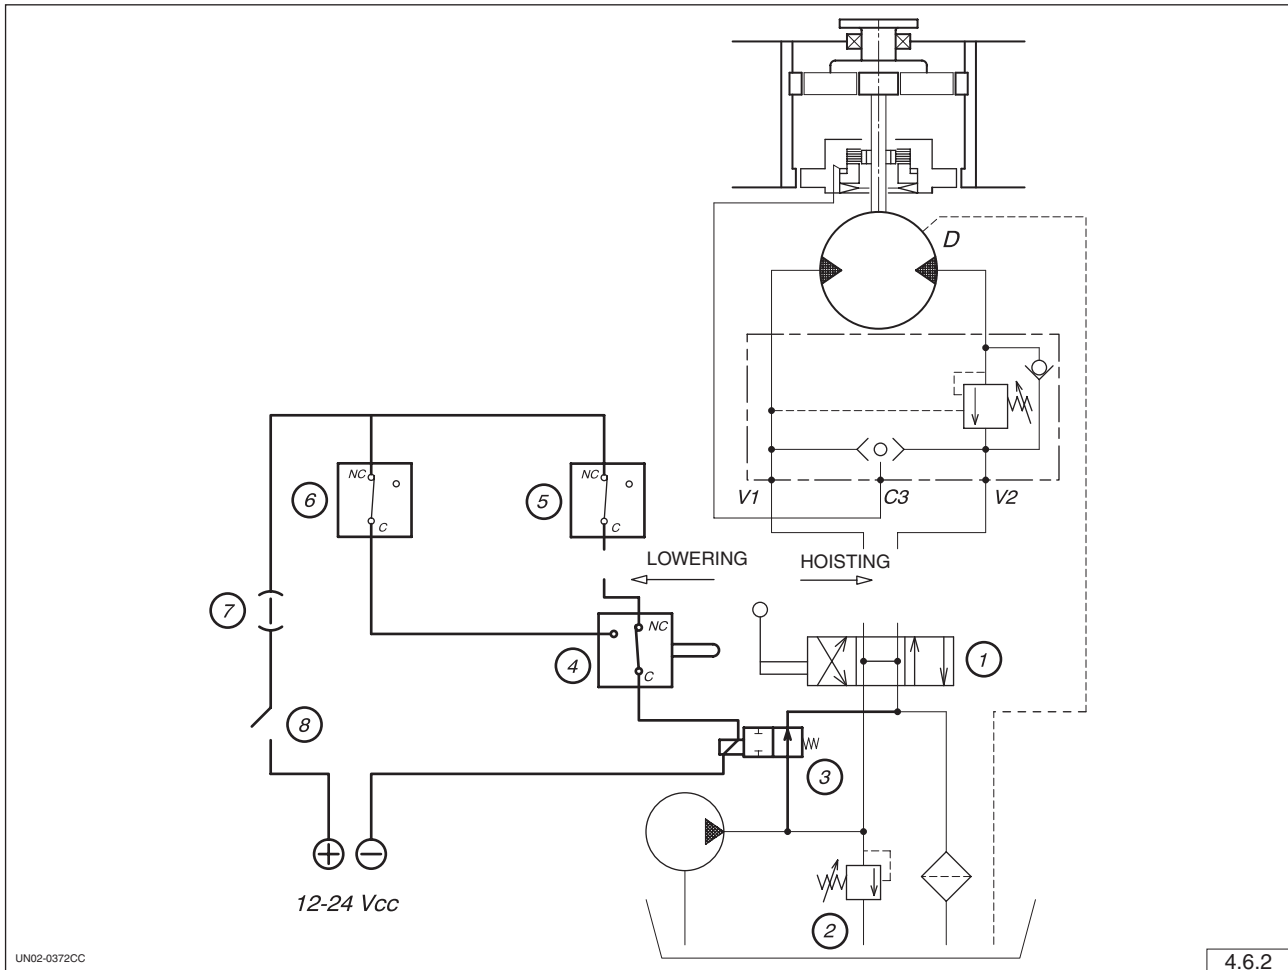 D
V1
C3
V2
NC
C
6
NC
C
5
LOWERING
HOISTING
7
NC
C
4
1
8
3
12-24 Vcc
2
UN02-0372CC
4.6.2